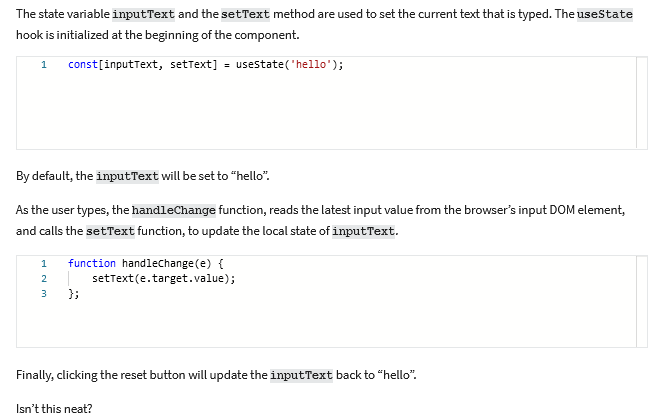 The state variable inputText and the setText method are used to set the current text that is typed. The useState
hook is initialized at the beginning of the component.
1 const[inputText, setText] = useState('hello');
By default, the inputText will be set to “hello”.
As the user types, the handleChange function, reads the latest input value from the browser’s input DOM element,
and calls the setText function, to update the local state of inputText.
1 function handleChange(e) {
2 setText(e.target.value);
3 };
Finally, clicking the reset button will update the inputText back to “hello”.
Isn’t this neat?